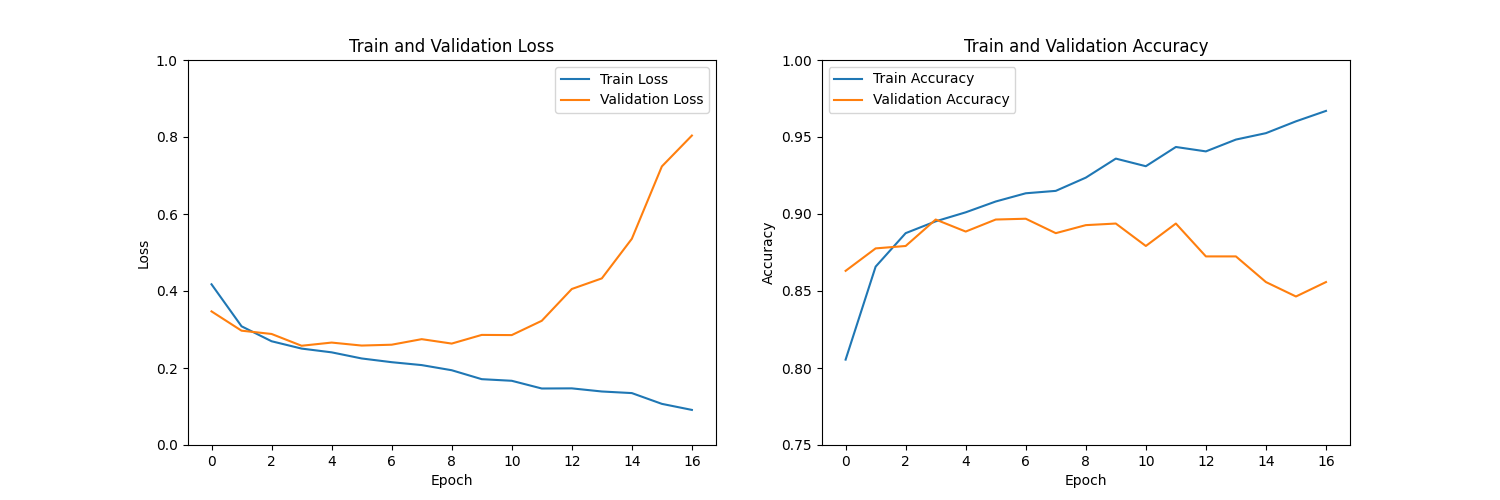 Train and Validation Loss
Train Loss
Validation Loss
1.0
0.8
0.6
0.4
0.2
0.0
Loss
0 2 4 6 8 10 12 14 16
Epoch
Train and Validation Accuracy
Train Accuracy
Validation Accuracy
1.00
0.95
0.90
0.85
0.80
0.75
Accuracy
0 2 4 6 8 10 12 14 16
Epoch